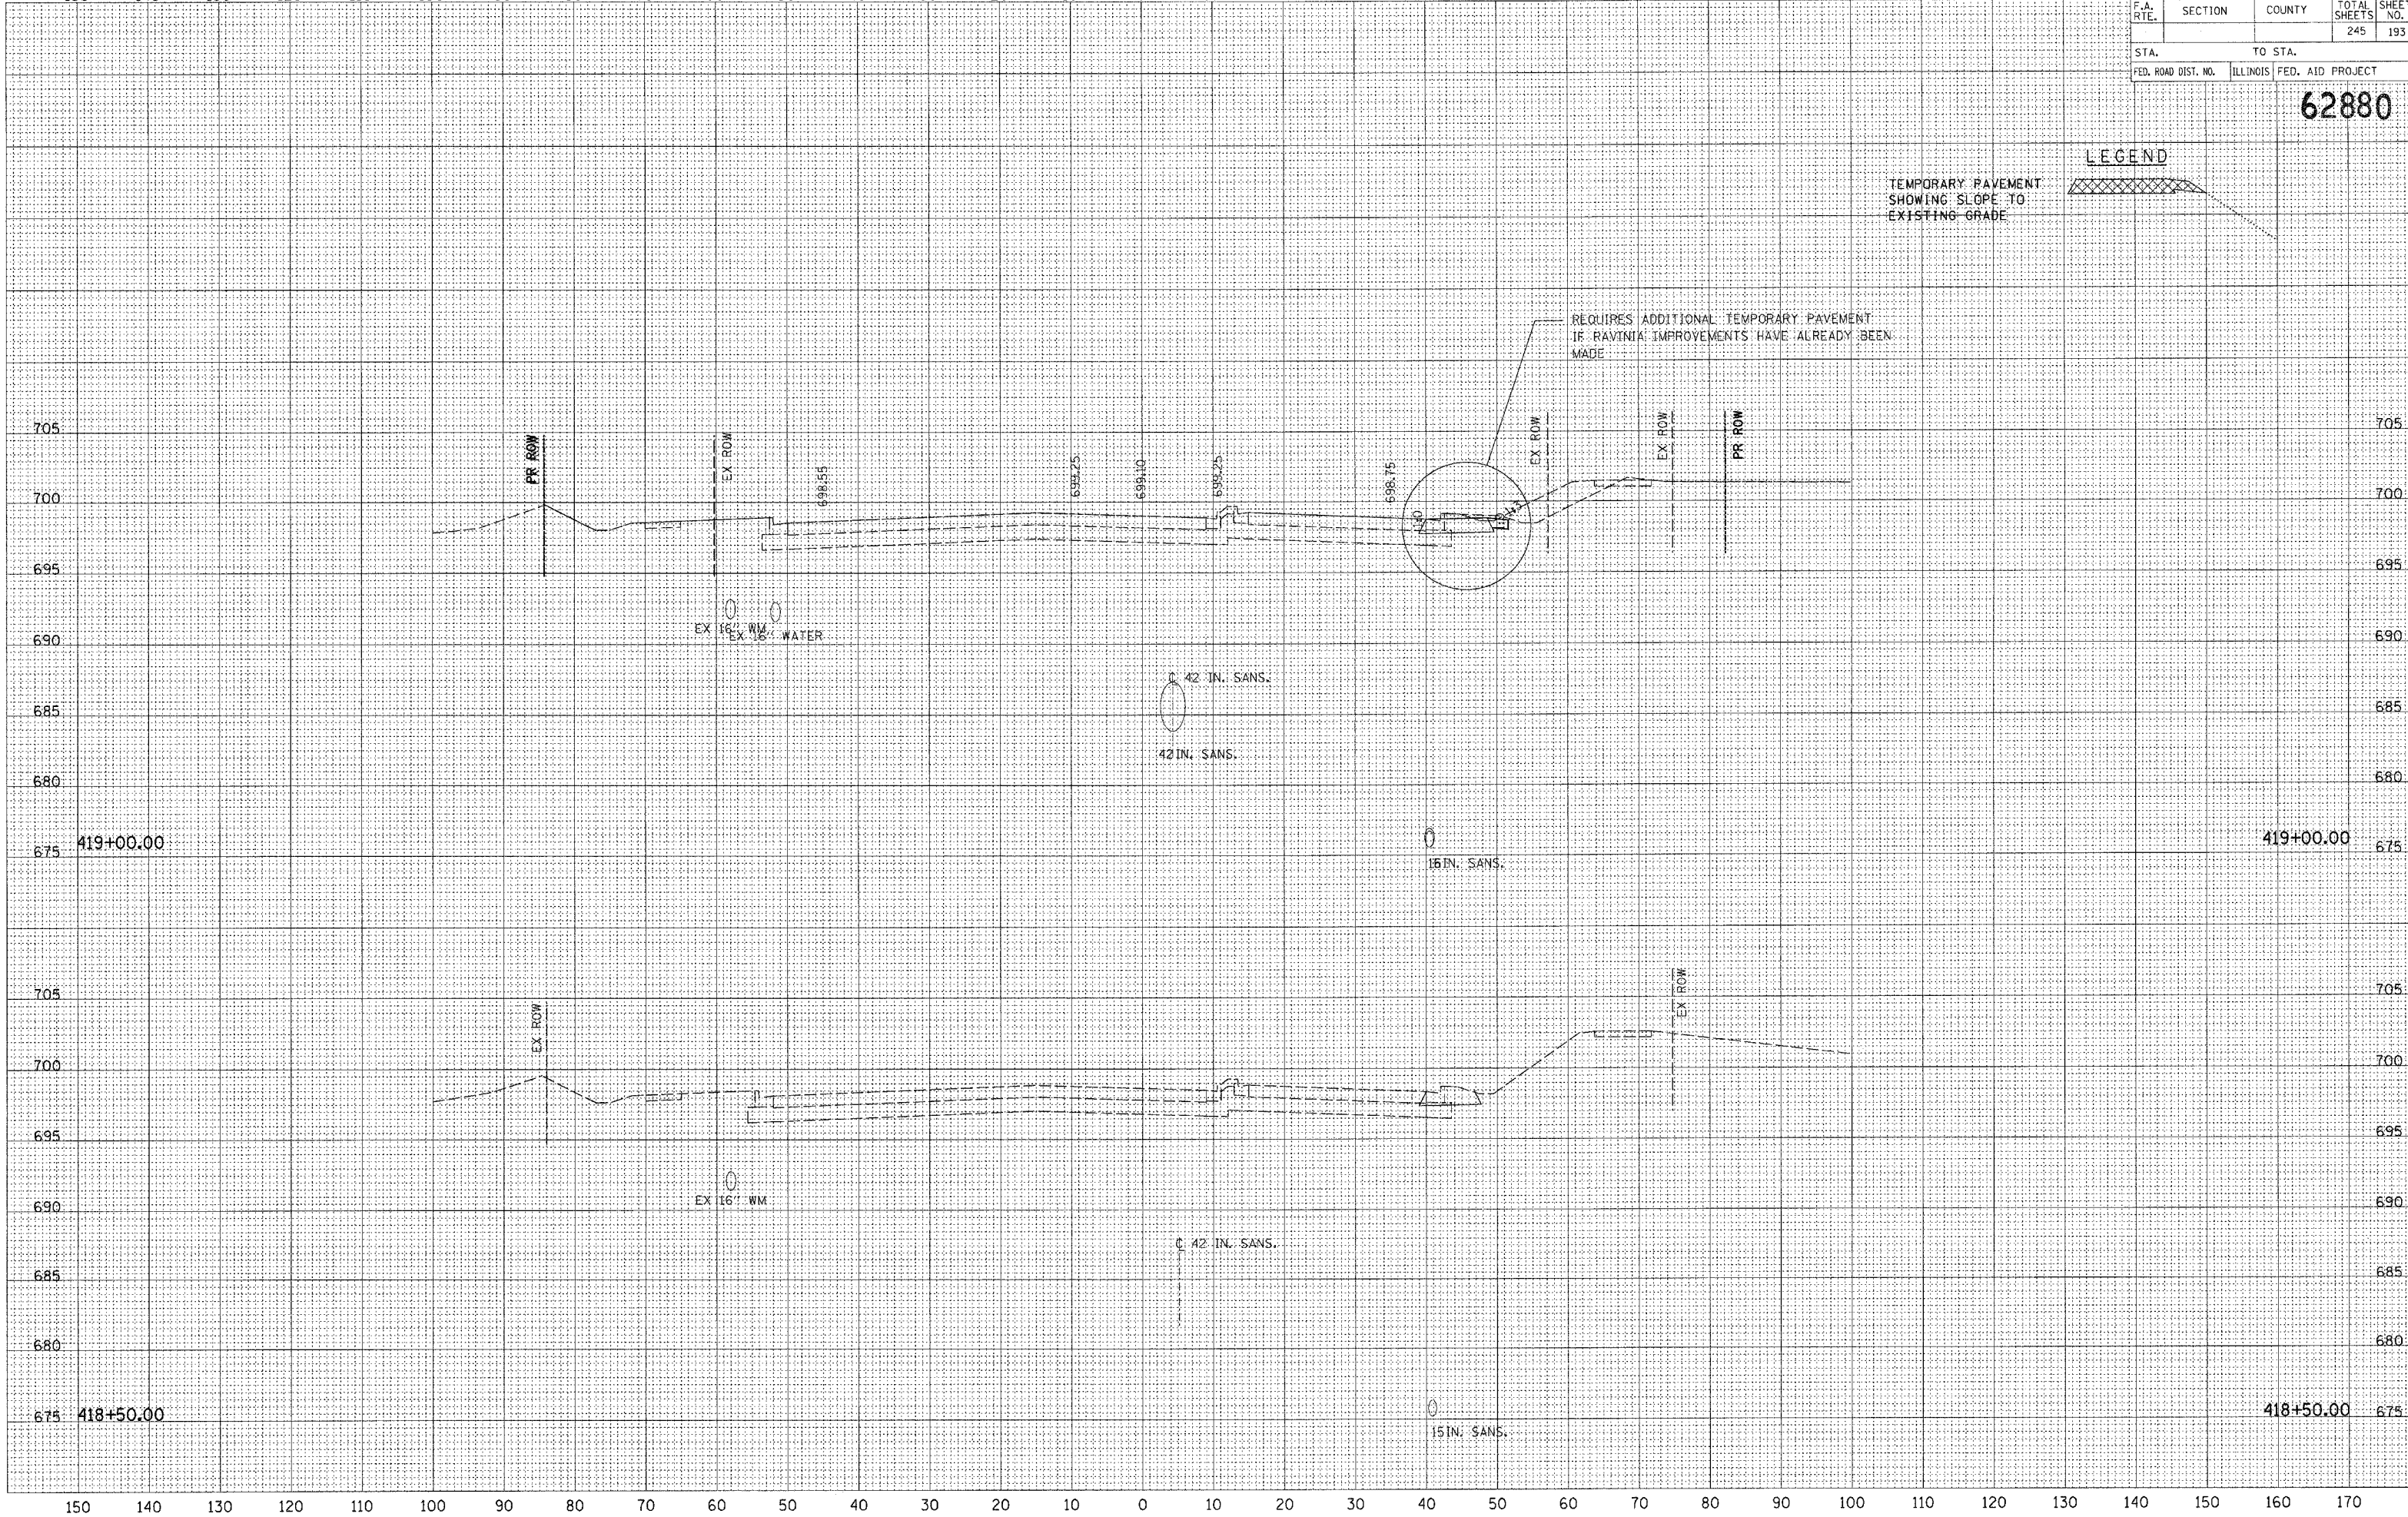 F.A. RTE. SECTION COUNTY TOTAL SHEETS SHEET NO.
245 193
STA. TO STA.
FED. ROAD DIST. NO. ILLINOIS FED. AID PROJECT
62880
LEGEND
TEMPORARY PAVEMENT
SHOWING SLOPE TO
EXISTING GRADE
REQUIRES ADDITIONAL TEMPORARY PAVEMENT
IF RAVINIA IMPROVEMENTS HAVE ALREADY BEEN
MADE
705 705
PR ROW
EX ROW
698.55
699.25
699.10
699.25
698.75
EX ROW
EX ROW
PR ROW
700 700
695 695
EX 16" WM
EX 16" WATER
690 690
℄ 42 IN. SANS.
685 685
42IN. SANS.
680 680
419+00.00 419+00.00
675 675
16IN. SANS.
705 705
EX ROW
EX ROW
700 700
695 695
EX 16" WM
690 690
℄ 42 IN. SANS.
685 685
680 680
675 418+50.00 418+50.00 675
15IN. SANS.
150 140 130 120 110 100 90 80 70 60 50 40 30 20 10 0 10 20 30 40 50 60 70 80 90 100 110 120 130 140 150 160 170